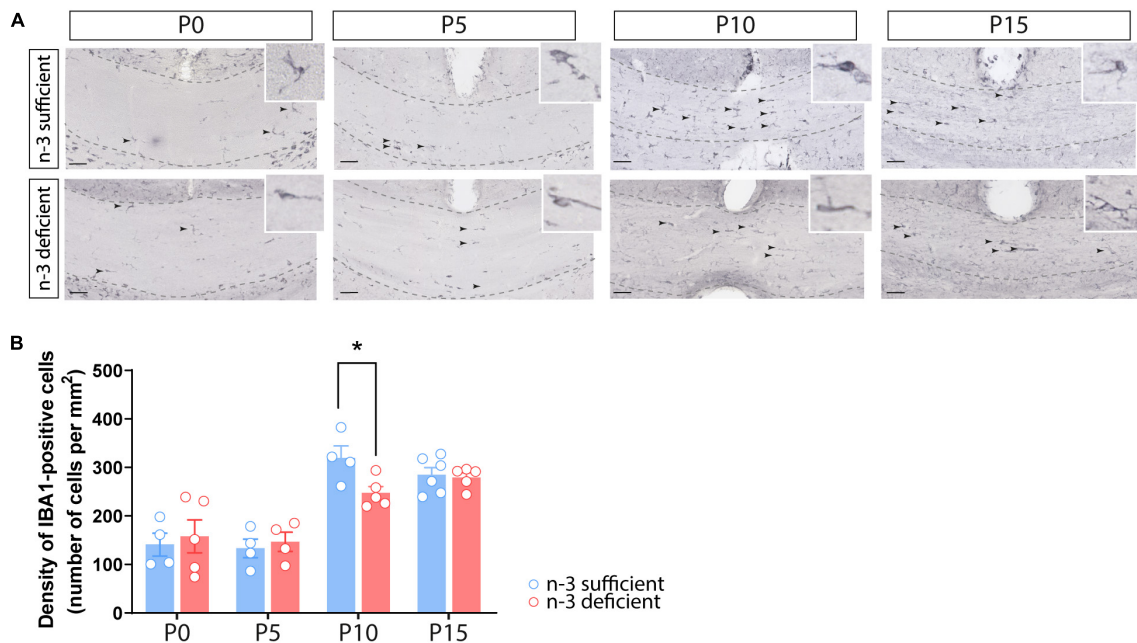 A
P0 P5 P10 P15
n-3 sufficient
n-3 deficient
B
Density of IBA1-positive cells
(number of cells per mm²)
*
500
400
300
200
100
0
P0 P5 P10 P15
n-3 sufficient
n-3 deficient